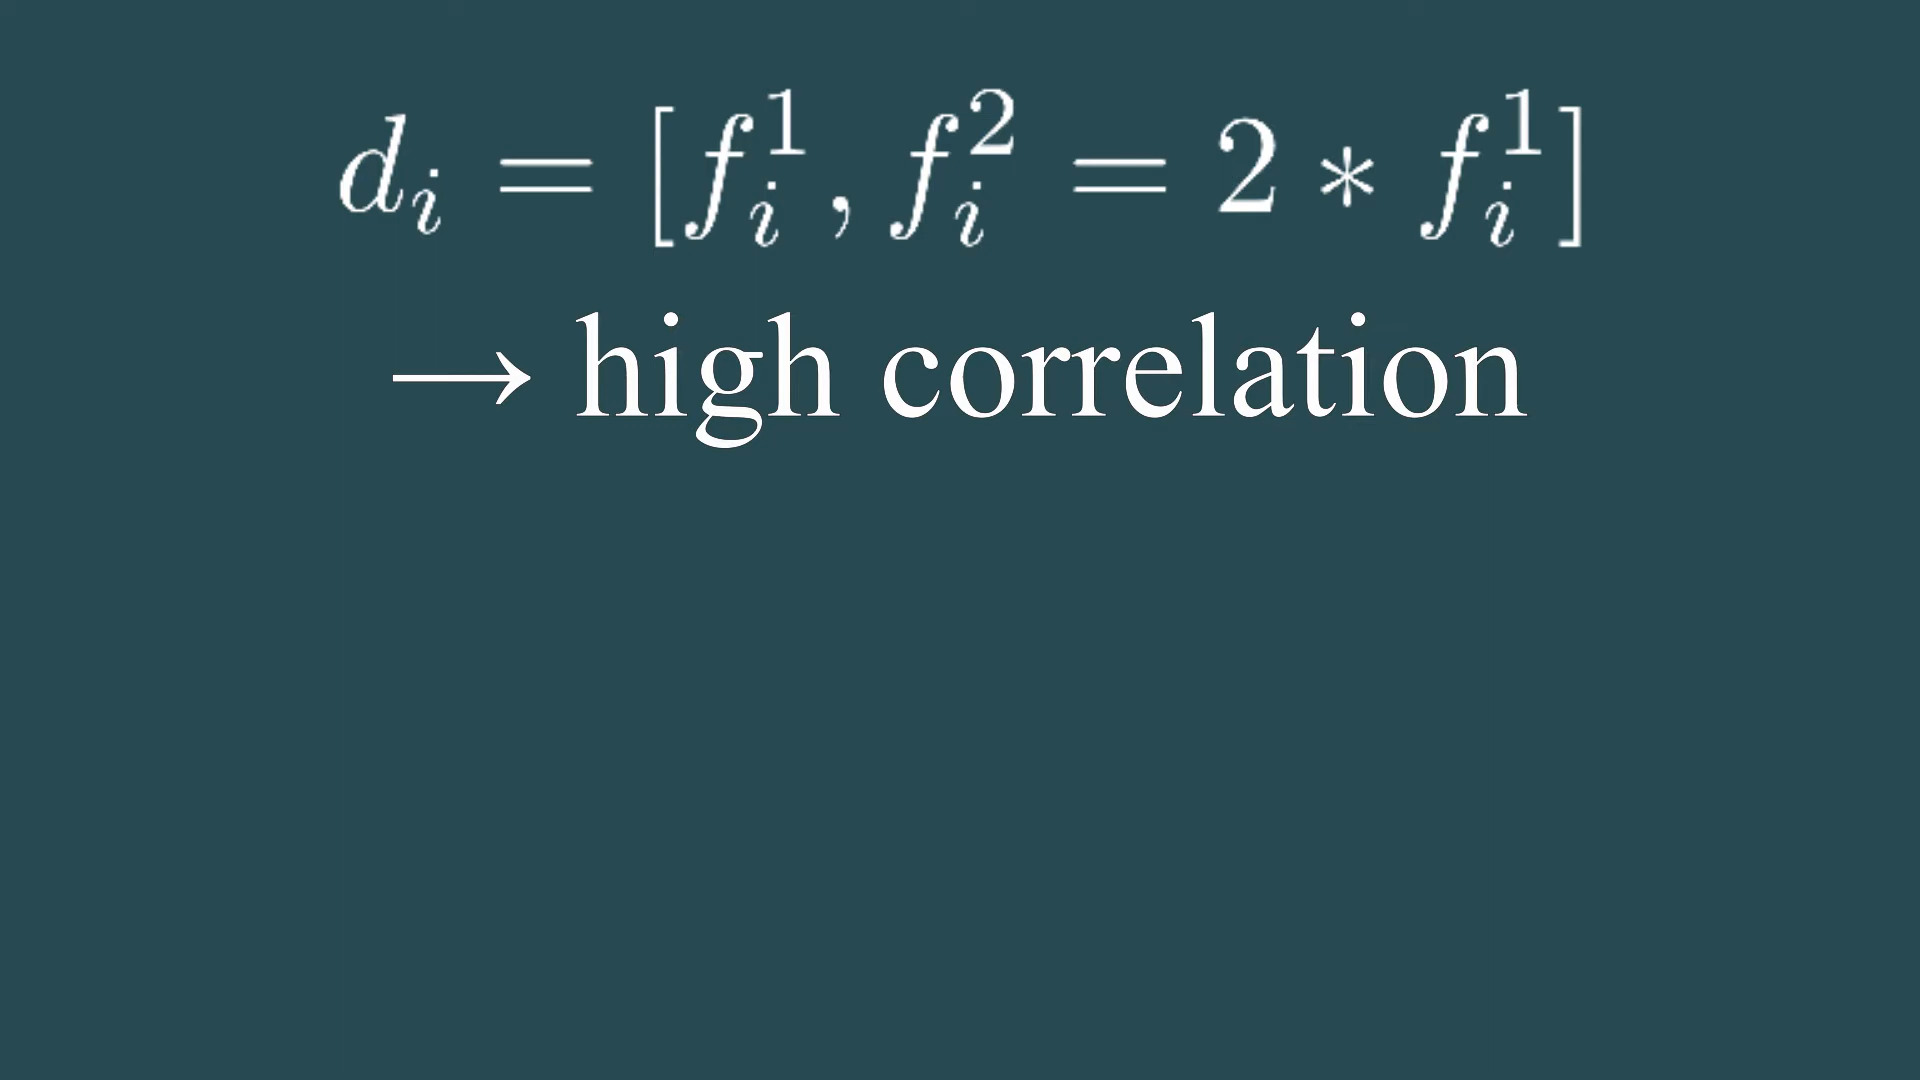 $d_i = [f_i^1, f_i^2 = 2 * f_i^1]$
→ high correlation